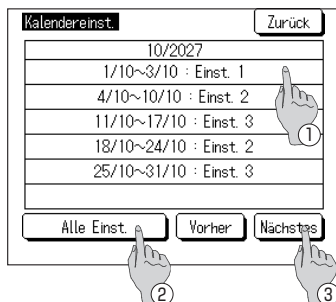 Kalendereinst. Zurück
10/2027
1/10~3/10 : Einst. 1
4/10~10/10 : Einst. 2
11/10~17/10 : Einst. 3
18/10~24/10 : Einst. 2
25/10~31/10 : Einst. 3
Alle Einst. Vorher Nächstes
①
②
③